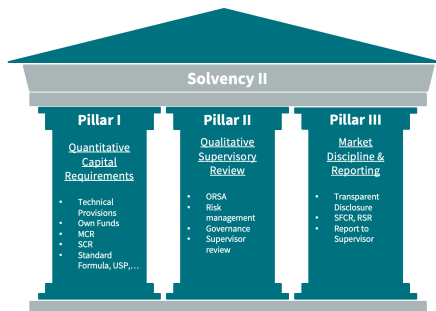 Solvency II
Pillar I
Quantitative
Capital
Requirements
• Technical
Provisions
• Own Funds
• MCR
• SCR
• Standard
Formula, USP,...
Pillar II
Qualitative
Supervisory
Review
• ORSA
• Risk
management
• Governance
• Supervisor
review
Pillar III
Market
Discipline &
Reporting
• Transparent
Disclosure
• SFCR, RSR
• Report to
Supervisor